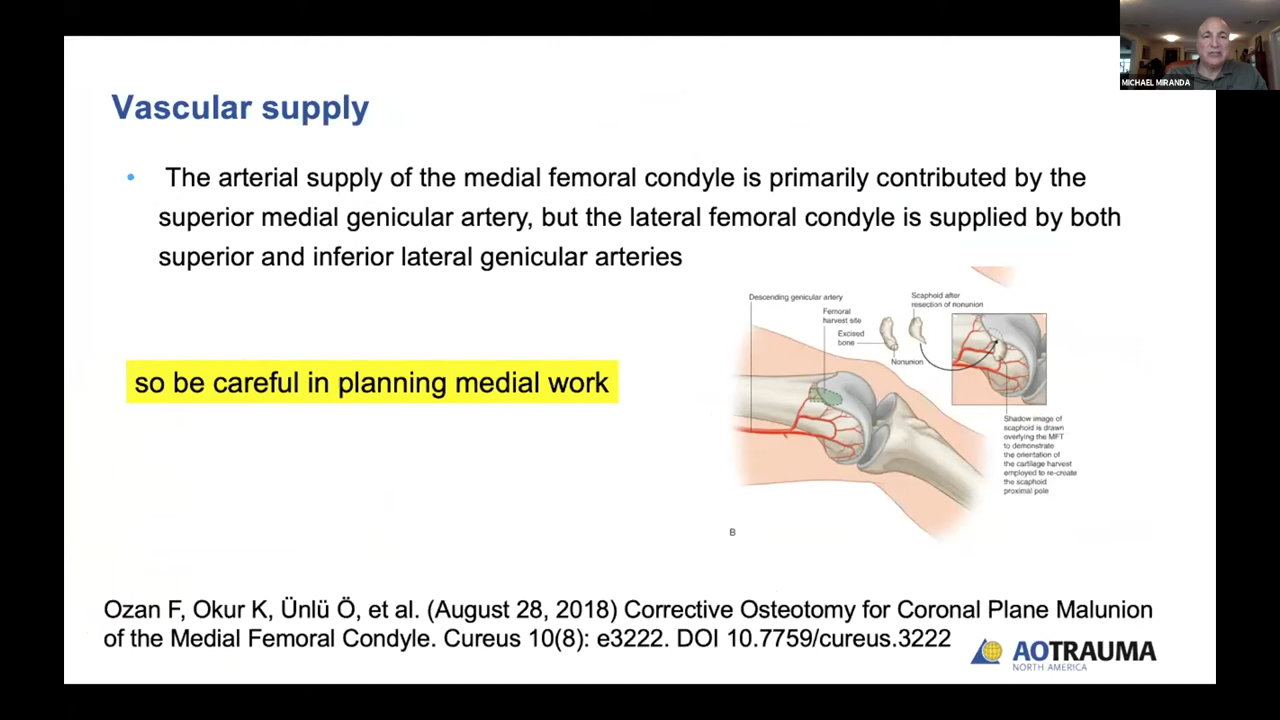 MICHAEL MIRANDA
Vascular supply
• The arterial supply of the medial femoral condyle is primarily contributed by the
superior medial genicular artery, but the lateral femoral condyle is supplied by both
superior and inferior lateral genicular arteries
so be careful in planning medial work
Descending genicular artery
Femoral
harvest site
Excised
bone
Scaphoid after
resection of nonunion
Nonunion
Shadow image of
scaphoid is drawn
overlying the MFT
to demonstrate
the orientation of
the cartilage harvest
employed to re-create
the scaphoid
proximal pole
B
Ozan F, Okur K, Ünlü Ö, et al. (August 28, 2018) Corrective Osteotomy for Coronal Plane Malunion
of the Medial Femoral Condyle. Cureus 10(8): e3222. DOI 10.7759/cureus.3222
AOTRAUMA
NORTH AMERICA